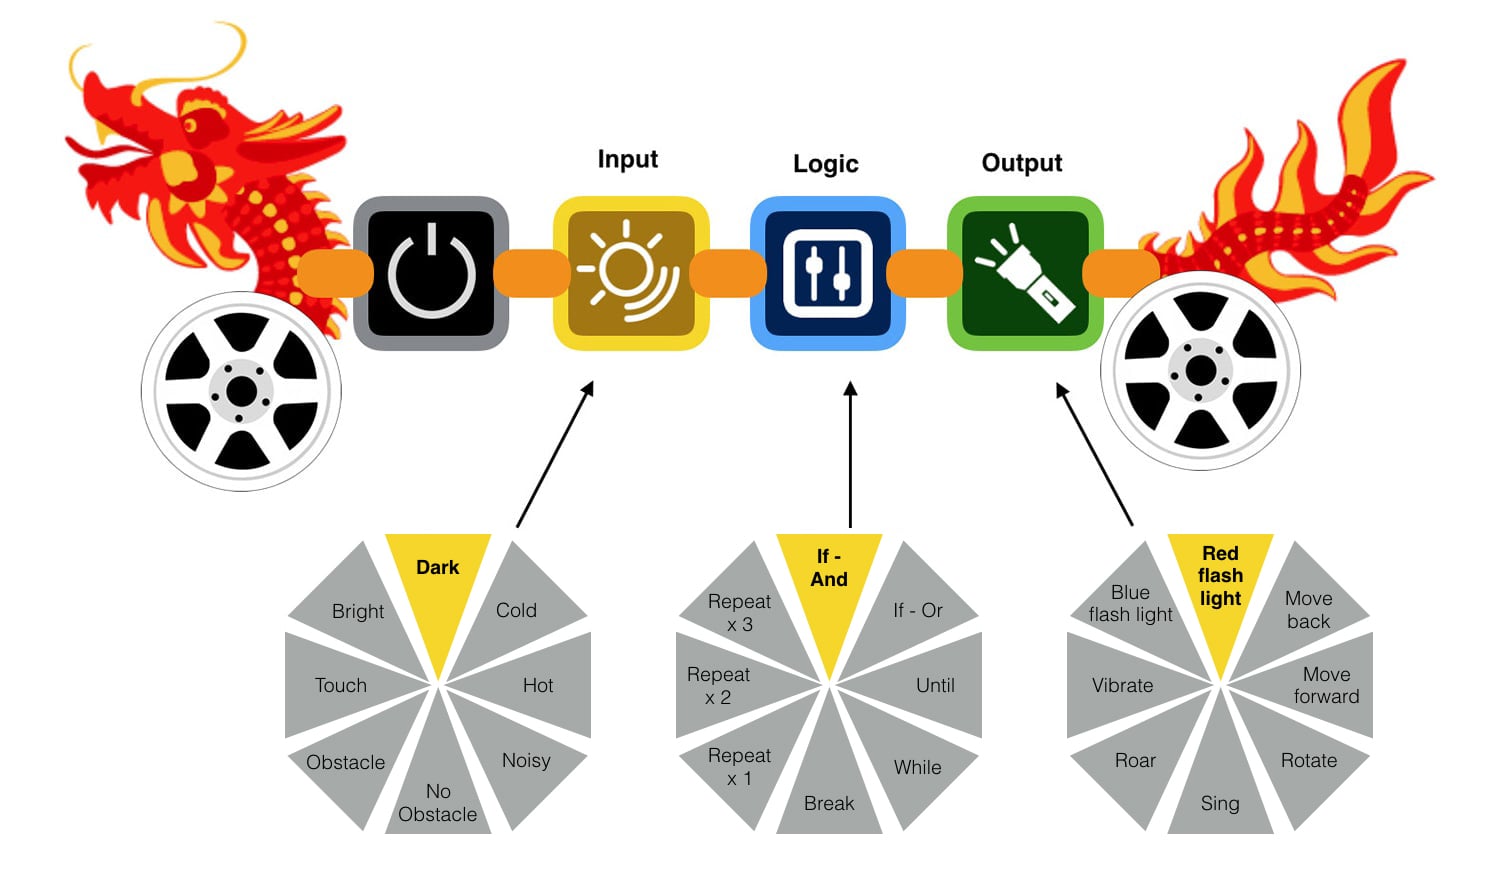 Input
Logic
Output
Dark
Cold
Hot
Noisy
No
Obstacle
Obstacle
Touch
Bright
If -
And
If - Or
Until
While
Break
Repeat
x 1
Repeat
x 2
Repeat
x 3
Red
flash
light
Move
back
Move
forward
Rotate
Sing
Roar
Vibrate
Blue
flash light